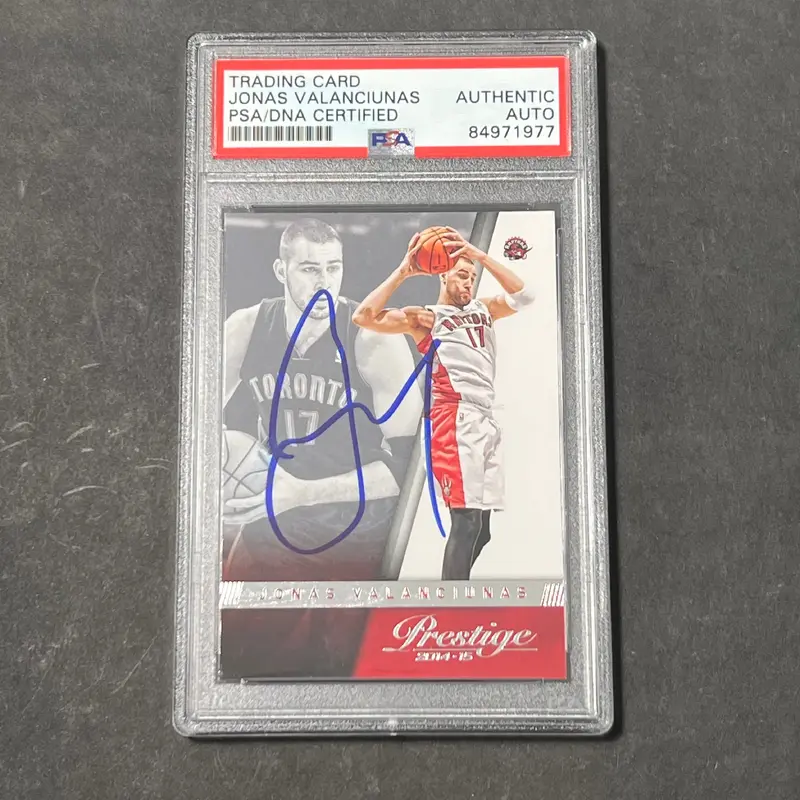 TRADING CARD
JONAS VALANCIUNAS
PSA/DNA CERTIFIED
AUTHENTIC
AUTO
84971977
PSA
RAPTORS
17
TORONTO
17
JONAS VALANCIUNAS
Prestige
2014-15